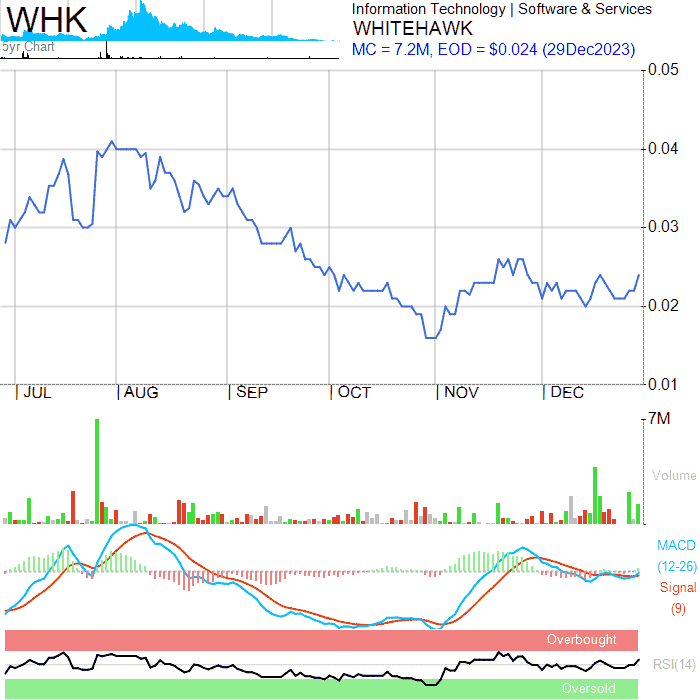 WHK
5yr Chart
Information Technology | Software & Services
WHITEHAWK
MC = 7.2M, EOD = $0.024 (29Dec2023)
0.05
0.04
0.03
0.02
0.01
JUL AUG SEP OCT NOV DEC
7M
Volume
MACD
(12-26)
Signal
(9)
Overbought
RSI(14)
Oversold